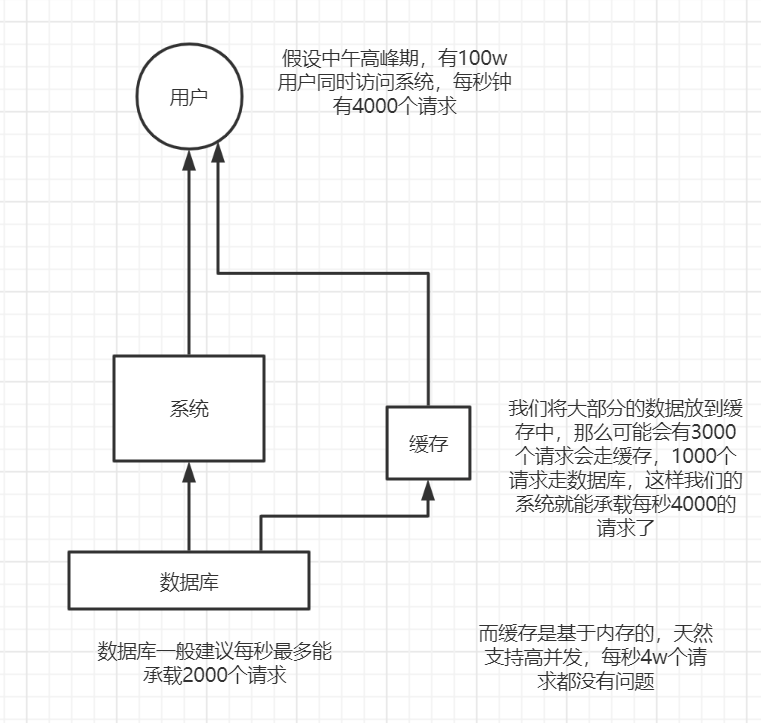 假设中午高峰期，有100w
用户同时访问系统，每秒钟
有4000个请求
用户
系统
缓存
我们将大部分的数据放到缓
存中，那么可能会有3000
个请求会走缓存，1000个
请求走数据库，这样我们的
系统就能承载每秒4000的
请求了
数据库
数据库一般建议每秒最多能
承载2000个请求
而缓存是基于内存的，天然
支持高并发，每秒4w个请
求都没有问题